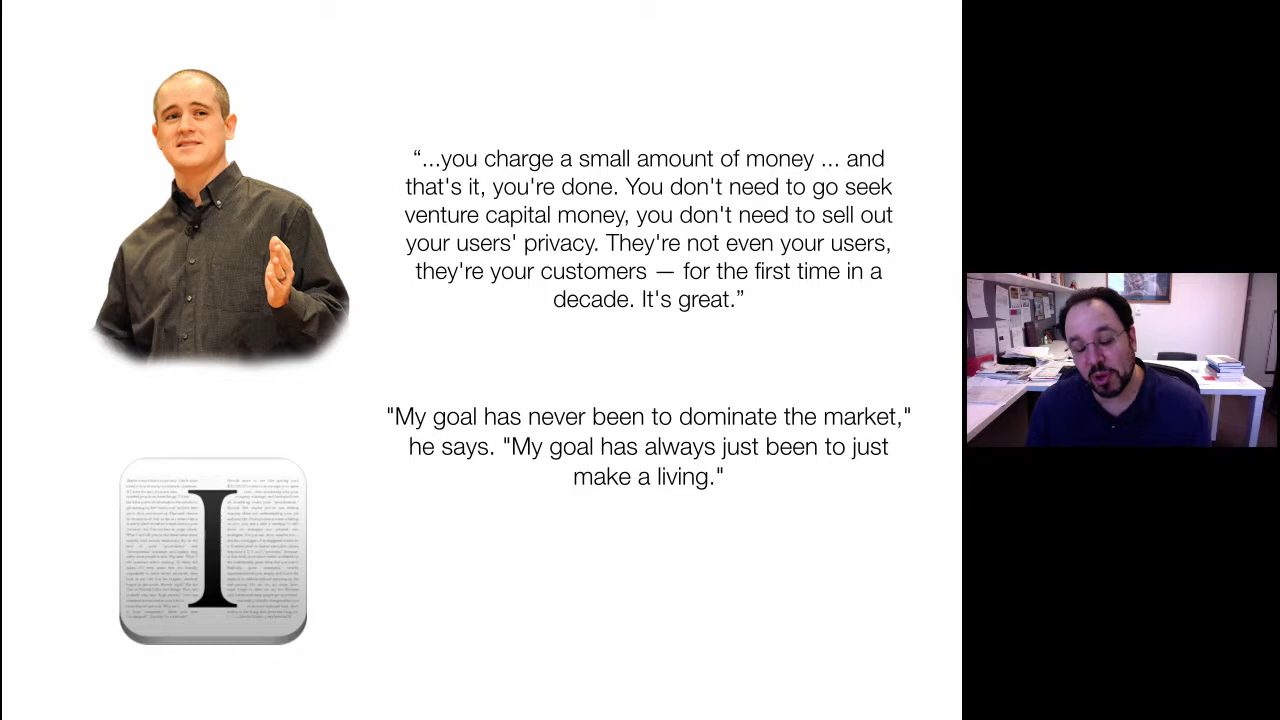 “...you charge a small amount of money ... and
that's it, you're done. You don't need to go seek
venture capital money, you don't need to sell out
your users' privacy. They're not even your users,
they're your customers — for the first time in a
decade. It's great.”
"My goal has never been to dominate the market,"
he says. "My goal has always just been to just
make a living."
I